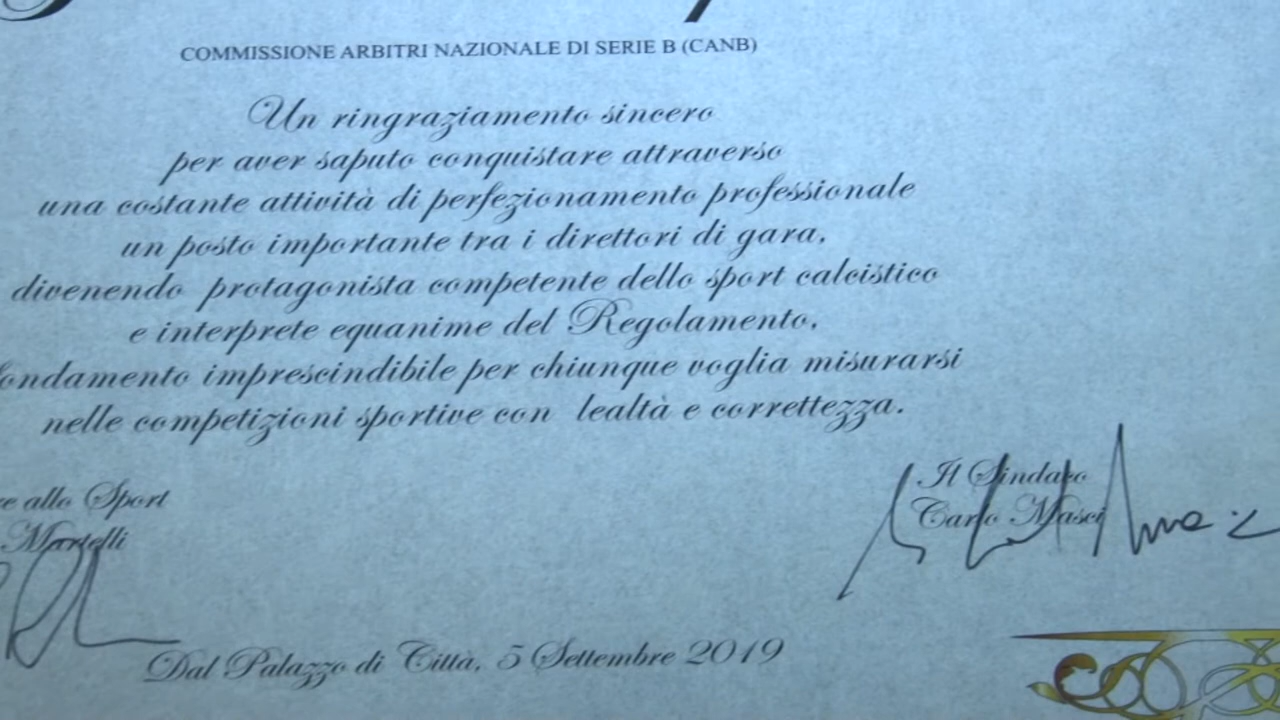 COMMISSIONE ARBITRI NAZIONALE DI SERIE B (CANB)
Un ringraziamento sincero
per aver saputo conquistare attraverso
una costante attività di perfezionamento professionale
un posto importante tra i direttori di gara,
divenendo protagonista competente dello sport calcistico
e interprete equanime del Regolamento,
fondamento imprescindibile per chiunque voglia misurarsi
nelle competizioni sportive con lealtà e correttezza.
allo Sport
Martelli
Il Sindaco
Carlo Masci
Dal Palazzo di Città, 5 Settembre 2019